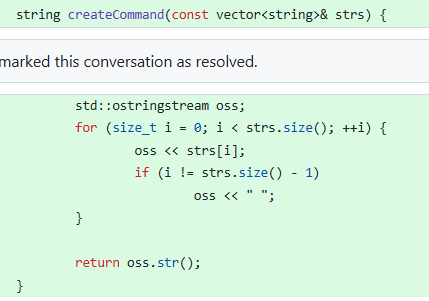 string createCommand(const vector<string>& strs) {
marked this conversation as resolved.
std::ostringstream oss;
for (size_t i = 0; i < strs.size(); ++i) {
oss << strs[i];
if (i != strs.size() - 1)
oss << " ";
}
return oss.str();
}